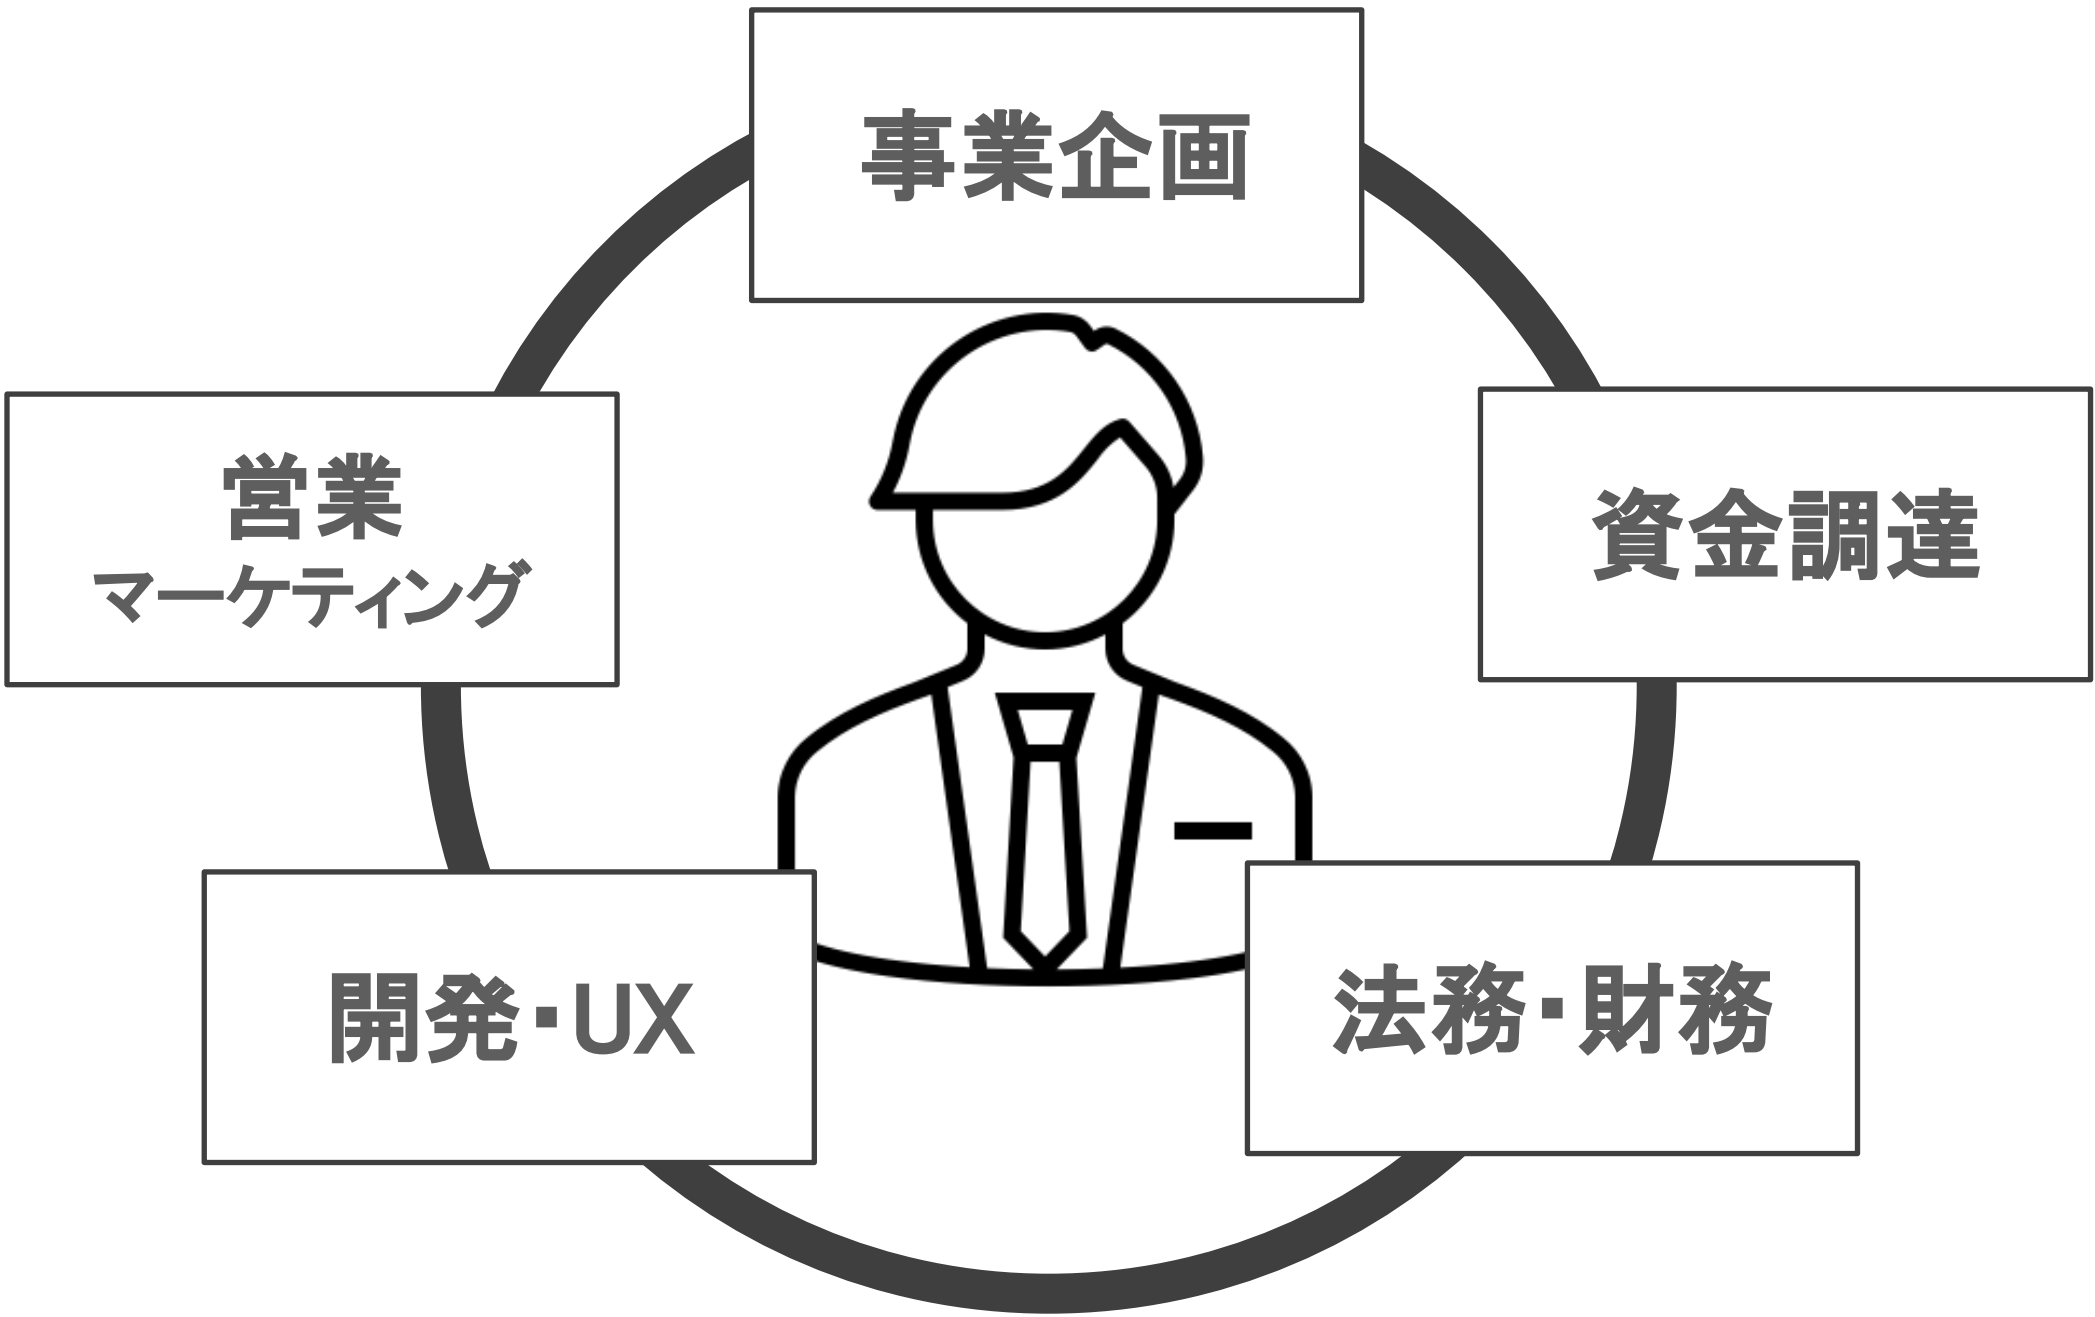 事業企画
営業
マーケティング
資金調達
開発・UX
法務・財務